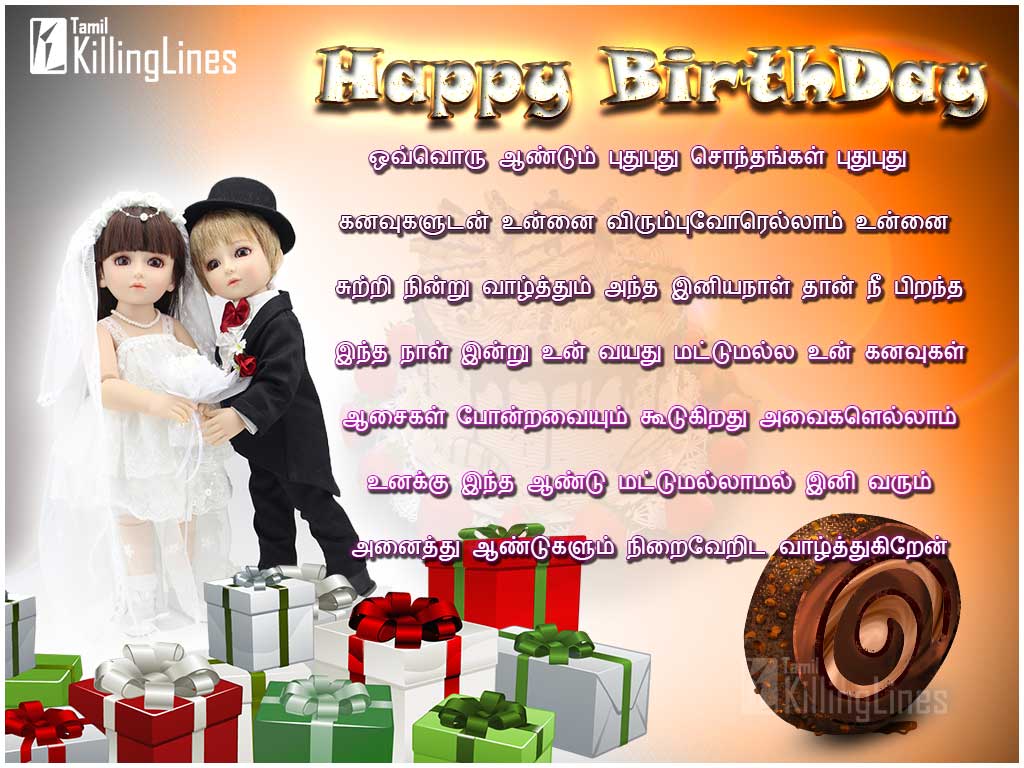 Tamil
KillingLines
Happy BirthDay
ஒவ்வொரு ஆண்டும் புதுபுது சொந்தங்கள் புதுபுது
கனவுகளுடன் உன்னை விரும்புவோரெல்லாம் உன்னை
சுற்றி நின்று வாழ்த்தும் அந்த இனியநாள் தான் நீ பிறந்த
இந்த நாள் இன்று உன் வயது மட்டுமல்ல உன் கனவுகள்
ஆசைகள் போன்றவையும் கூடுகிறது அவைகளெல்லாம்
உனக்கு இந்த ஆண்டு மட்டுமல்லாமல் இனி வரும்
அனைத்து ஆண்டுகளும் நிறைவேறிட வாழ்த்துகிறேன்
Tamil
KillingLines